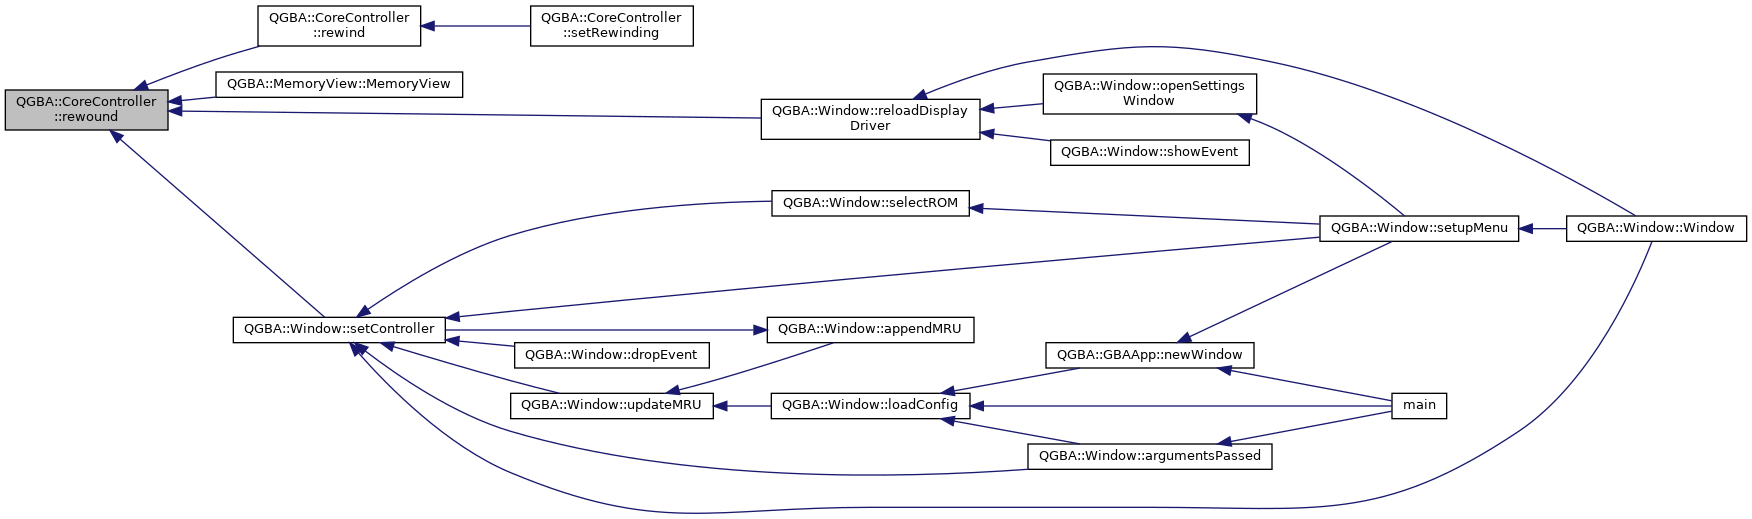 QGBA::CoreController
::rewind
QGBA::CoreController
::setRewinding
QGBA::MemoryView::MemoryView
QGBA::CoreController
::rewound
QGBA::Window::reloadDisplay
Driver
QGBA::Window::openSettings
Window
QGBA::Window::showEvent
QGBA::Window::selectROM
QGBA::Window::setupMenu
QGBA::Window::Window
QGBA::Window::setController
QGBA::Window::appendMRU
QGBA::Window::dropEvent
QGBA::GBAApp::newWindow
QGBA::Window::updateMRU
QGBA::Window::loadConfig
main
QGBA::Window::argumentsPassed